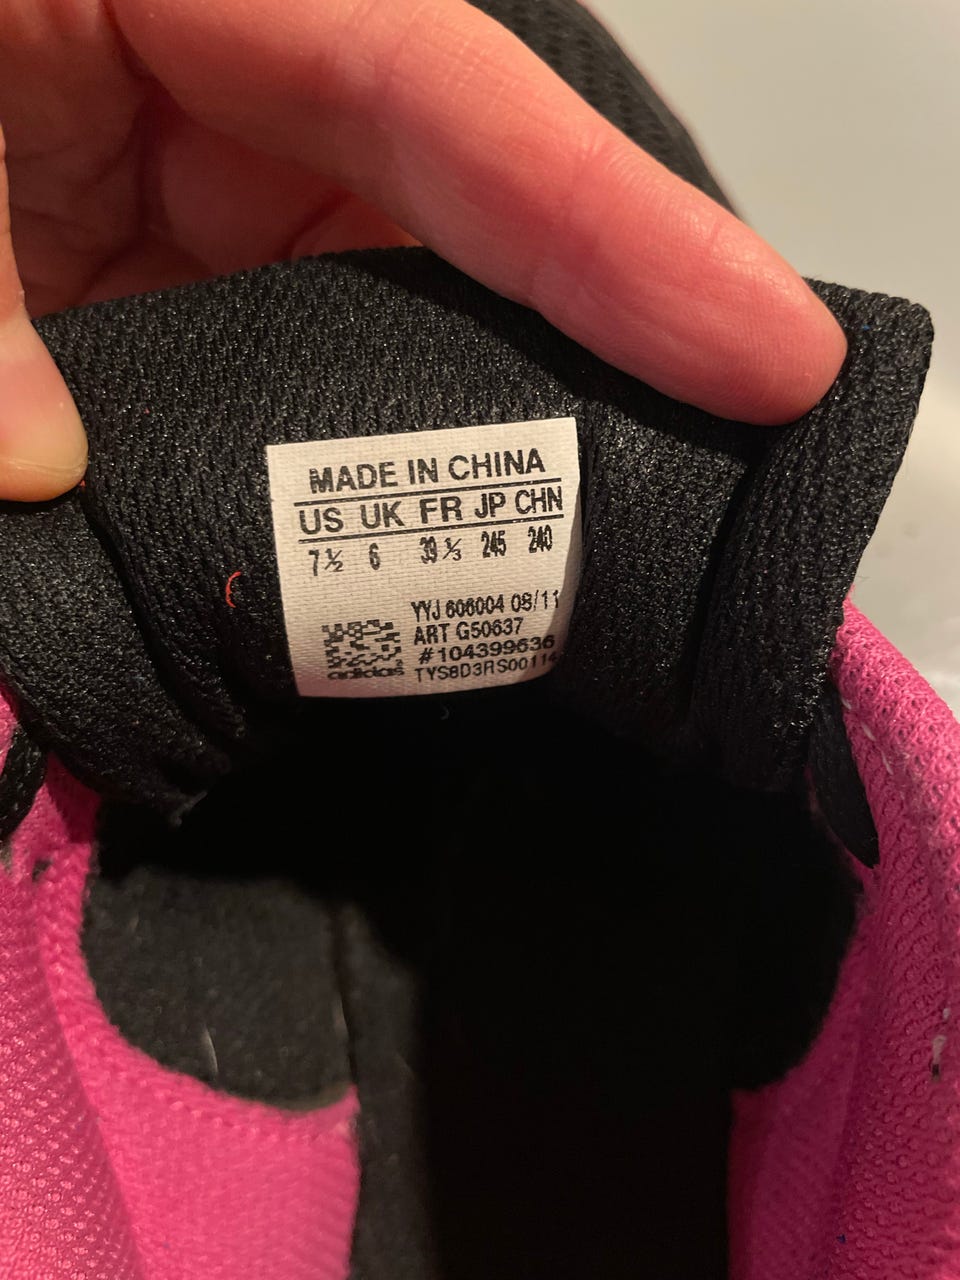 MADE IN CHINA
US UK FR JP CHN
7½ 6 39⅓ 245 240
YYJ 606004 08/11
ART G50637
#104399636
adidas TYS8D3RS00114